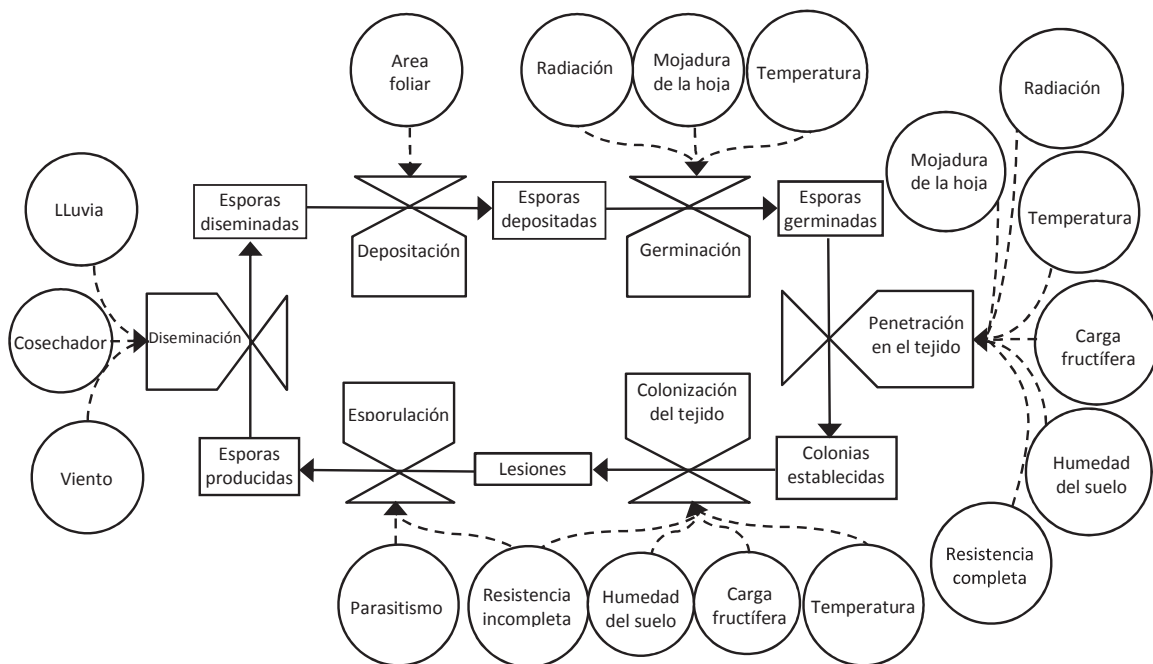 Area
foliar
Radiación
Mojadura
de la hoja
Temperatura
Radiación
Mojadura
de la hoja
Temperatura
LLuvia
Esporas
diseminadas
Esporas
depositadas
Esporas
germinadas
Depositación
Germinación
Cosechador
Diseminación
Penetración
en el tejido
Carga
fructífera
Esporulación
Colonización
del tejido
Viento
Esporas
producidas
Lesiones
Colonias
establecidas
Humedad
del suelo
Resistencia
completa
Parasitismo
Resistencia
incompleta
Humedad
del suelo
Carga
fructífera
Temperatura